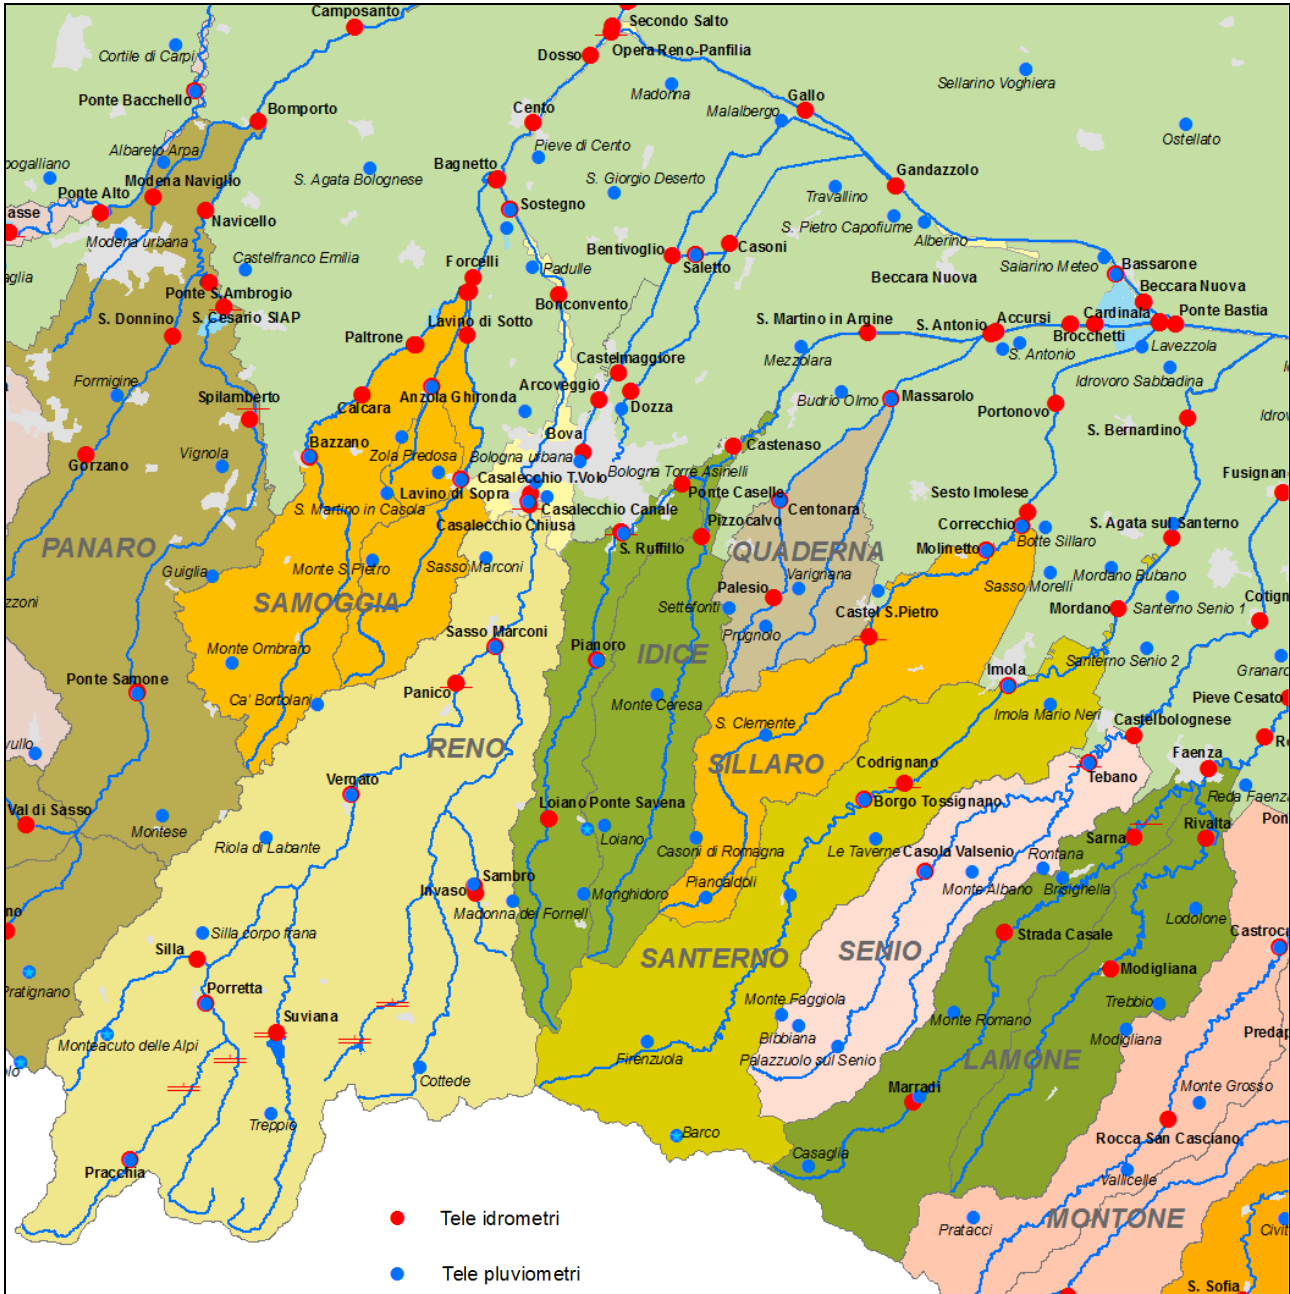 Camposanto
Secondo Salto
Cortile di Carpi
Dosso
Opera Reno-Panfilia
Sellarino Voghiera
Ponte Bacchello
Madonna
Gallo
Bomporto
Cento
Malalbergo
Ostellato
Albareto Arpa
Pieve di Cento
Bagnetto
Gandazzolo
S. Agata Bolognese
S. Giorgio Deserto
Modena Naviglio
Ponte Alto
Travallino
Sostegno
asse
Navicello
S. Pietro Capofiume
Modena urbana
Alberino
Bentivoglio
Casoni
Castelfranco Emilia
Forcelli
Padulle
Saletto
Saiarino Meteo
Bassarone
Beccara Nuova
Beccara Nuova
Ponte S.Ambrogio
Bonconvento
S. Donnino
S. Cesario SIAP
Lavino di Sotto
S. Martino in Argine
S. Antonio
Accursi
Cardinala
Ponte Bastia
Paltrone
Brocchetti
Castelmaggiore
Mezzolara
S. Antonio
Lavezzola
Formigine
Arcoveggio
Idrovoro Sabbadina
Spilamberto
Calcara
Anzola Ghironda
Dozza
Budrio Olmo
Massarolo
Portonovo
Bazzano
Bova
Castenaso
S. Bernardino
Gorzano
Vignola
Zola Predosa
Bologna urbana
Bologna Torre Asinelli
Casalecchio T.Volo
Fusignan
Lavino di Sopra
Ponte Caselle
Sesto Imolese
S. Martino in Casola
Casalecchio Canale
Centonara
Casalecchio Chiusa
Pizzocalvo
Correcchio
S. Agata sul Santerno
PANARO
S. Ruffillo
QUADERNA
Molinetto
Botte Sillaro
Guiglia
Monte S.Pietro
Sasso Marconi
Varignana
Sasso Morelli
Mordano Bubano
SAMOGGIA
Settefonti
Palesio
Castel S.Pietro
Mordano
Santerno Senio 1
Cotign
Sasso Marconi
Prugnolo
Monte Ombraro
Pianoro
IDICE
Imola
Santerno Senio 2
Granaro
Ponte Samone
Panico
Ca' Bortolani
Monte Ceresa
S. Clemente
Imola Mario Neri
Pieve Cesato
Castelbolognese
RENO
SILLARO
Faenza
Vergato
Codrignano
Tebano
Reda Faenza
Val di Sasso
Loiano Ponte Savena
Borgo Tossignano
Montese
Riola di Labante
Loiano
Casoni di Romagna
Le Taverne
Casola Valsenio
Rontana
Sarna
Rivalta
Invaso
Sambro
Piancaldoli
Monte Albano
Brisighella
Madonna dei Fornelli
Monghidoro
Lodolone
Silla corpo frana
Silla
SANTERNO
SENIO
Strada Casale
Castroca
Pratignano
Porretta
Modigliana
Monte Faggiola
Trebbio
Suviana
Monte Romano
Predap
Monteacuto delle Alpi
Bibbiana
Modigliana
Firenzuola
Palazzuolo sul Senio
LAMONE
Cottede
Marradi
Monte Grosso
Treppio
Barco
Rocca San Casciano
Pracchia
Casaglia
Vallicelle
Pratacci
MONTONE
S. Sofia
Tele idrometri
Tele pluviometri